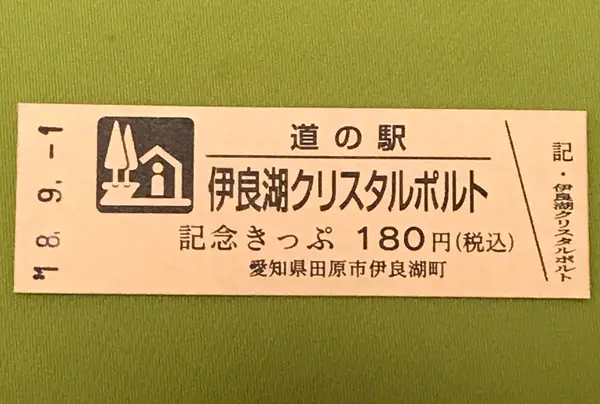 18.9.-1
道の駅
伊良湖クリスタルポルト
記念きっぷ 180円(税込)
愛知県田原市伊良湖町
記・伊良湖クリスタルポルト